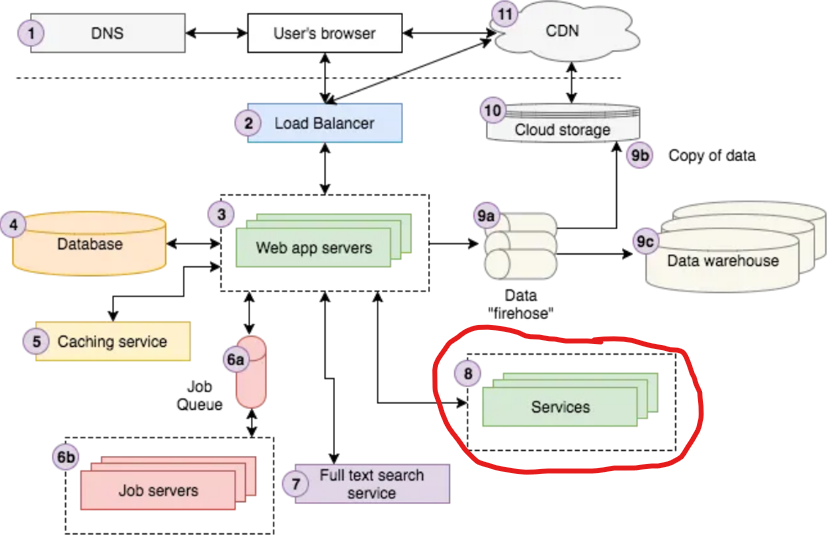 1
DNS
User's browser
11
CDN
2
Load Balancer
10
Cloud storage
9b
Copy of data
3
Web app servers
4
Database
9a
Data
"firehose"
9c
Data warehouse
5
Caching service
6a
Job
Queue
8
Services
6b
Job servers
7
Full text search
service